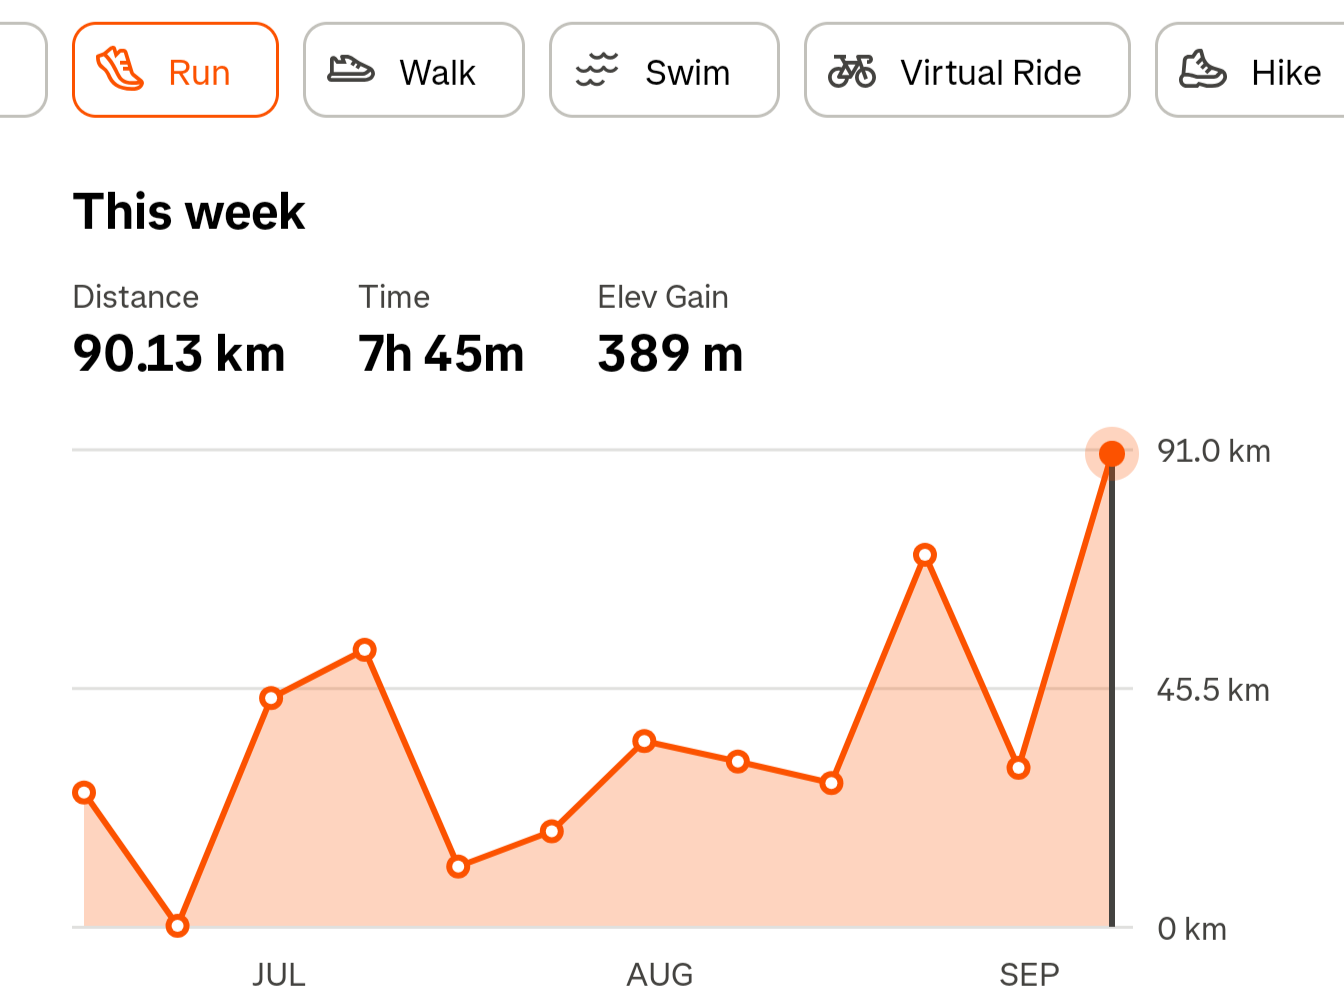 Run Walk Swim Virtual Ride Hike
This week
Distance Time Elev Gain
90.13 km 7h 45m 389 m
91.0 km
45.5 km
0 km
JUL AUG SEP